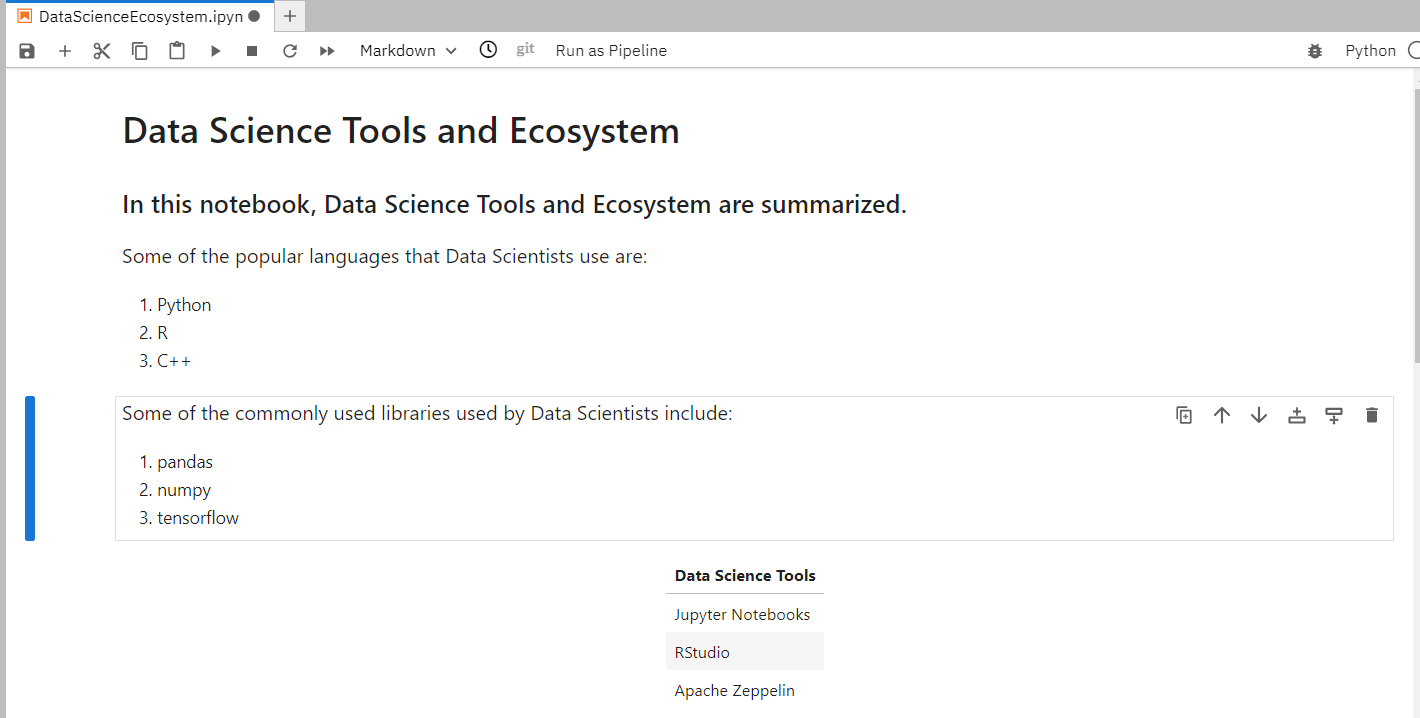 DataScienceEcosystem.ipyn
Markdown
git
Run as Pipeline
Python
Data Science Tools and Ecosystem
In this notebook, Data Science Tools and Ecosystem are summarized.
Some of the popular languages that Data Scientists use are:
1. Python
2. R
3. C++
Some of the commonly used libraries used by Data Scientists include:
1. pandas
2. numpy
3. tensorflow
Data Science Tools
Jupyter Notebooks
RStudio
Apache Zeppelin